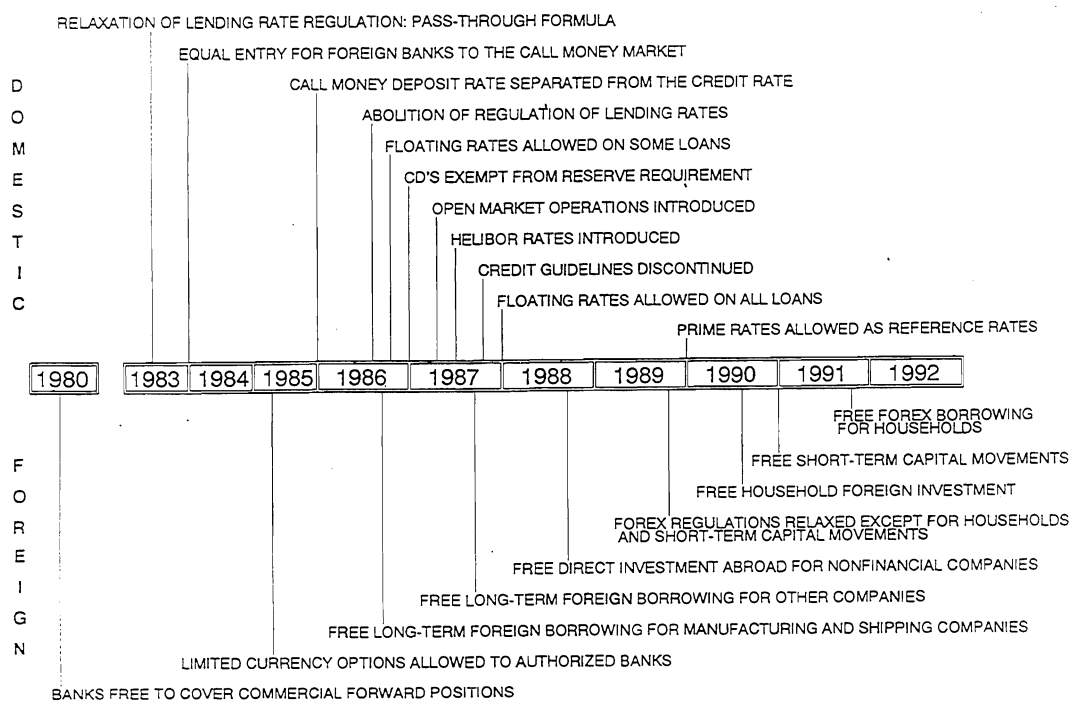 RELAXATION OF LENDING RATE REGULATION: PASS-THROUGH FORMULA
EQUAL ENTRY FOR FOREIGN BANKS TO THE CALL MONEY MARKET
CALL MONEY DEPOSIT RATE SEPARATED FROM THE CREDIT RATE
ABOLITION OF REGULATION OF LENDING RATES
FLOATING RATES ALLOWED ON SOME LOANS
CD'S EXEMPT FROM RESERVE REQUIREMENT
OPEN MARKET OPERATIONS INTRODUCED
HELIBOR RATES INTRODUCED
CREDIT GUIDELINES DISCONTINUED
FLOATING RATES ALLOWED ON ALL LOANS
PRIME RATES ALLOWED AS REFERENCE RATES
DOMESTIC
1980 1983 1984 1985 1986 1987 1988 1989 1990 1991 1992
FREE FOREX BORROWING
FOR HOUSEHOLDS
FREE SHORT-TERM CAPITAL MOVEMENTS
FREE HOUSEHOLD FOREIGN INVESTMENT
FOREX REGULATIONS RELAXED EXCEPT FOR HOUSEHOLDS
AND SHORT-TERM CAPITAL MOVEMENTS
FREE DIRECT INVESTMENT ABROAD FOR NONFINANCIAL COMPANIES
FREE LONG-TERM FOREIGN BORROWING FOR OTHER COMPANIES
FREE LONG-TERM FOREIGN BORROWING FOR MANUFACTURING AND SHIPPING COMPANIES
LIMITED CURRENCY OPTIONS ALLOWED TO AUTHORIZED BANKS
BANKS FREE TO COVER COMMERCIAL FORWARD POSITIONS
FOREIGN